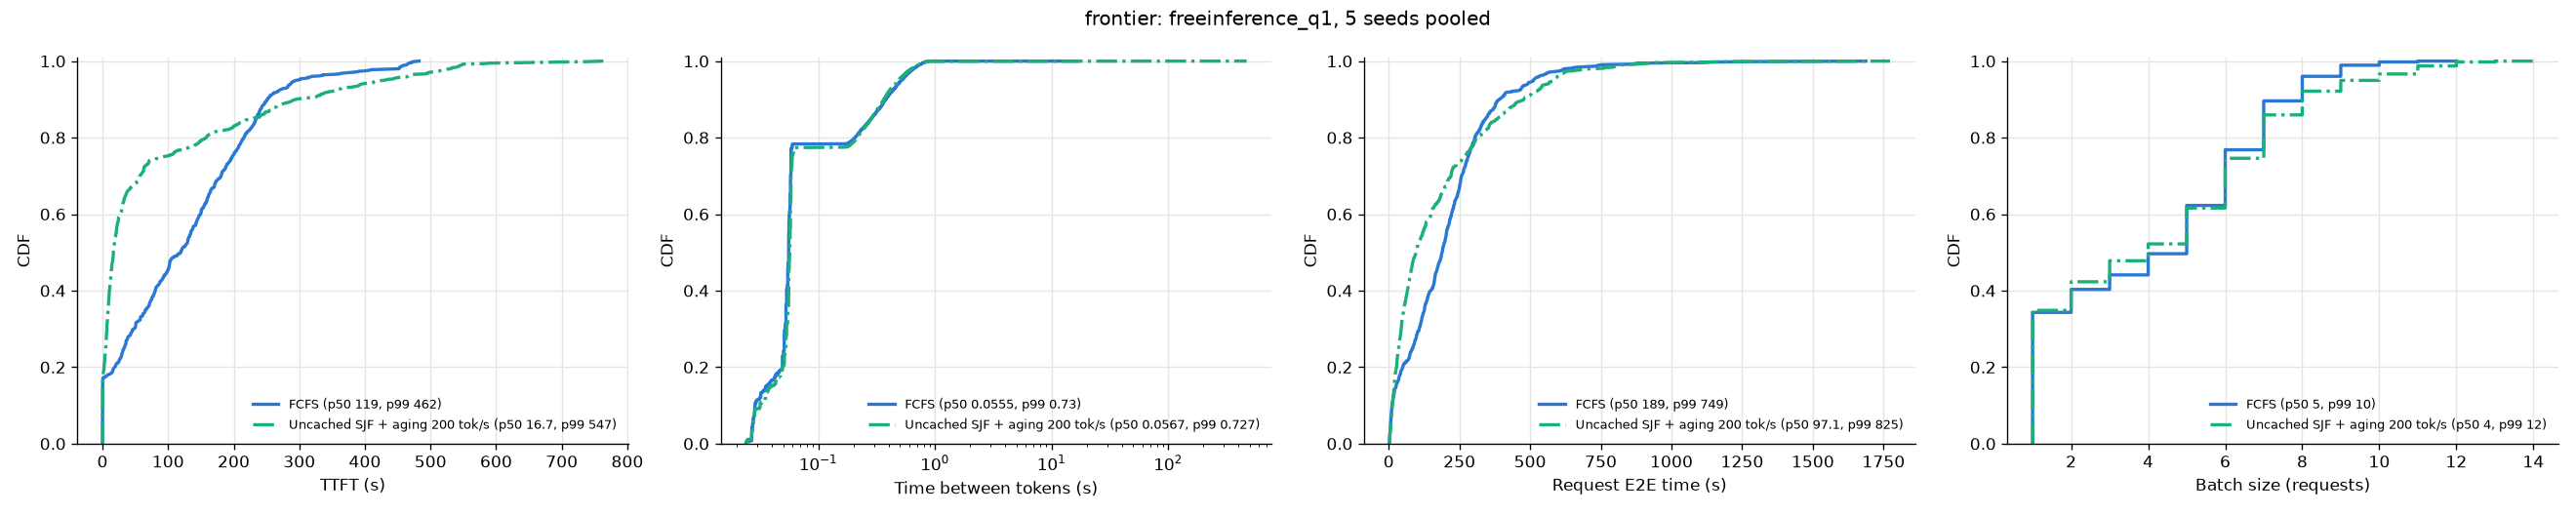 frontier: freeinference_q1, 5 seeds pooled
CDF
1.0
0.8
0.6
0.4
0.2
0.0
FCFS (p50 119, p99 462)
Uncached SJF + aging 200 tok/s (p50 16.7, p99 547)
0 100 200 300 400 500 600 700 800
TTFT (s)
CDF
1.0
0.8
0.6
0.4
0.2
0.0
FCFS (p50 0.0555, p99 0.73)
Uncached SJF + aging 200 tok/s (p50 0.0567, p99 0.727)
10⁻¹ 10⁰ 10¹ 10²
Time between tokens (s)
CDF
1.0
0.8
0.6
0.4
0.2
0.0
FCFS (p50 189, p99 749)
Uncached SJF + aging 200 tok/s (p50 97.1, p99 825)
0 250 500 750 1000 1250 1500 1750
Request E2E time (s)
CDF
1.0
0.8
0.6
0.4
0.2
0.0
FCFS (p50 5, p99 10)
Uncached SJF + aging 200 tok/s (p50 4, p99 12)
2 4 6 8 10 12 14
Batch size (requests)